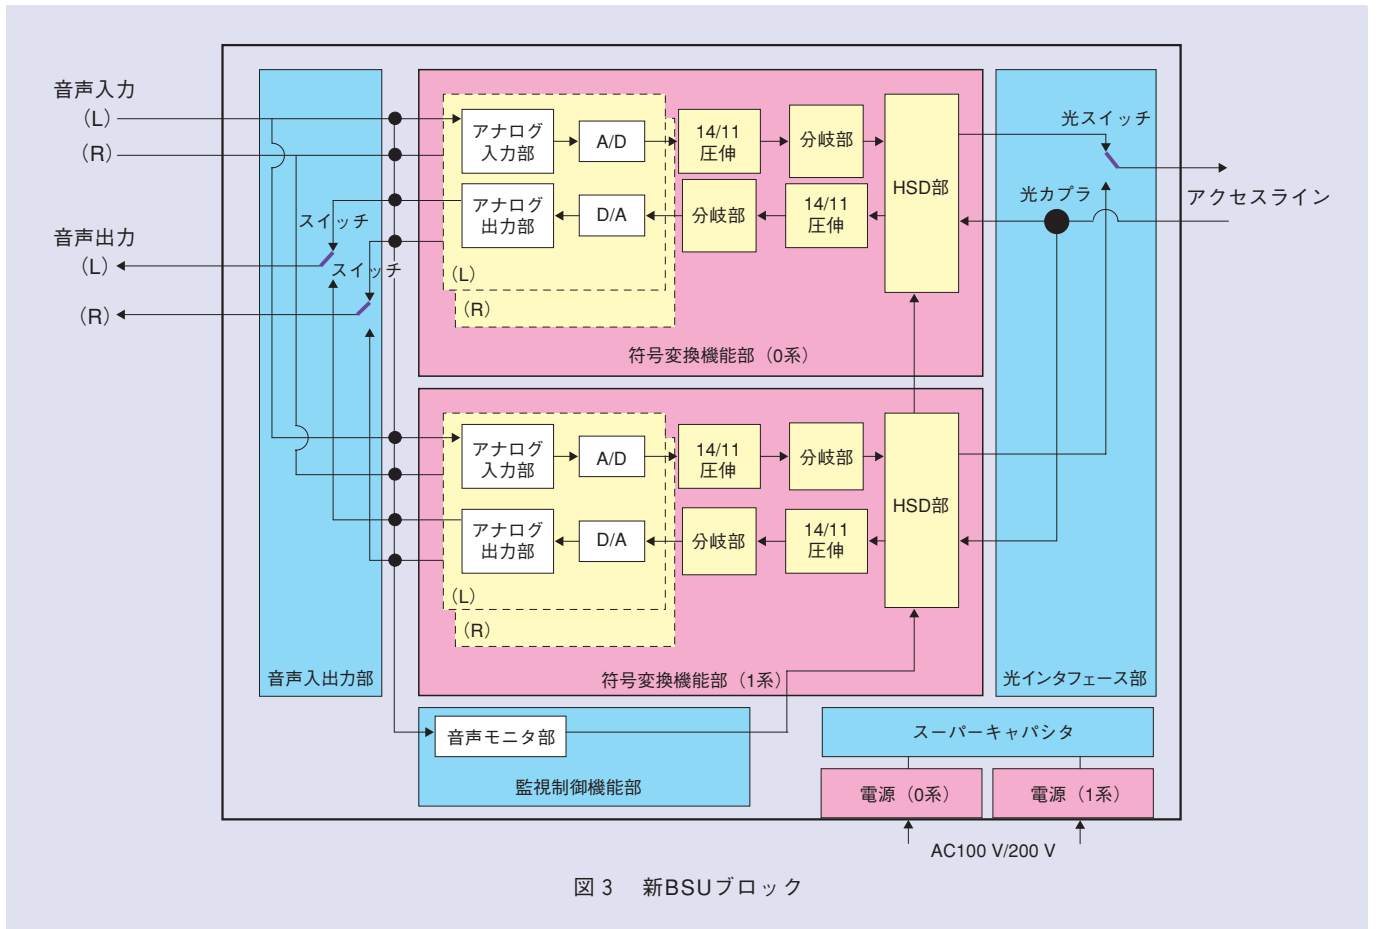 音声入力
（L）
（R）
スイッチ
音声出力
（L）
スイッチ
（R）
音声入出力部
アナログ
入力部
A/D
14/11
圧伸
分岐部
HSD部
アナログ
出力部
D/A
分岐部
14/11
圧伸
（L）
（R）
符号変換機能部（0系）
アナログ
入力部
A/D
14/11
圧伸
分岐部
HSD部
アナログ
出力部
D/A
分岐部
14/11
圧伸
（L）
（R）
符号変換機能部（1系）
光スイッチ
光カプラ
アクセスライン
光インタフェース部
音声モニタ部
監視制御機能部
スーパーキャパシタ
電源（0系）
電源（1系）
AC100 V/200 V
図 3　新BSUブロック